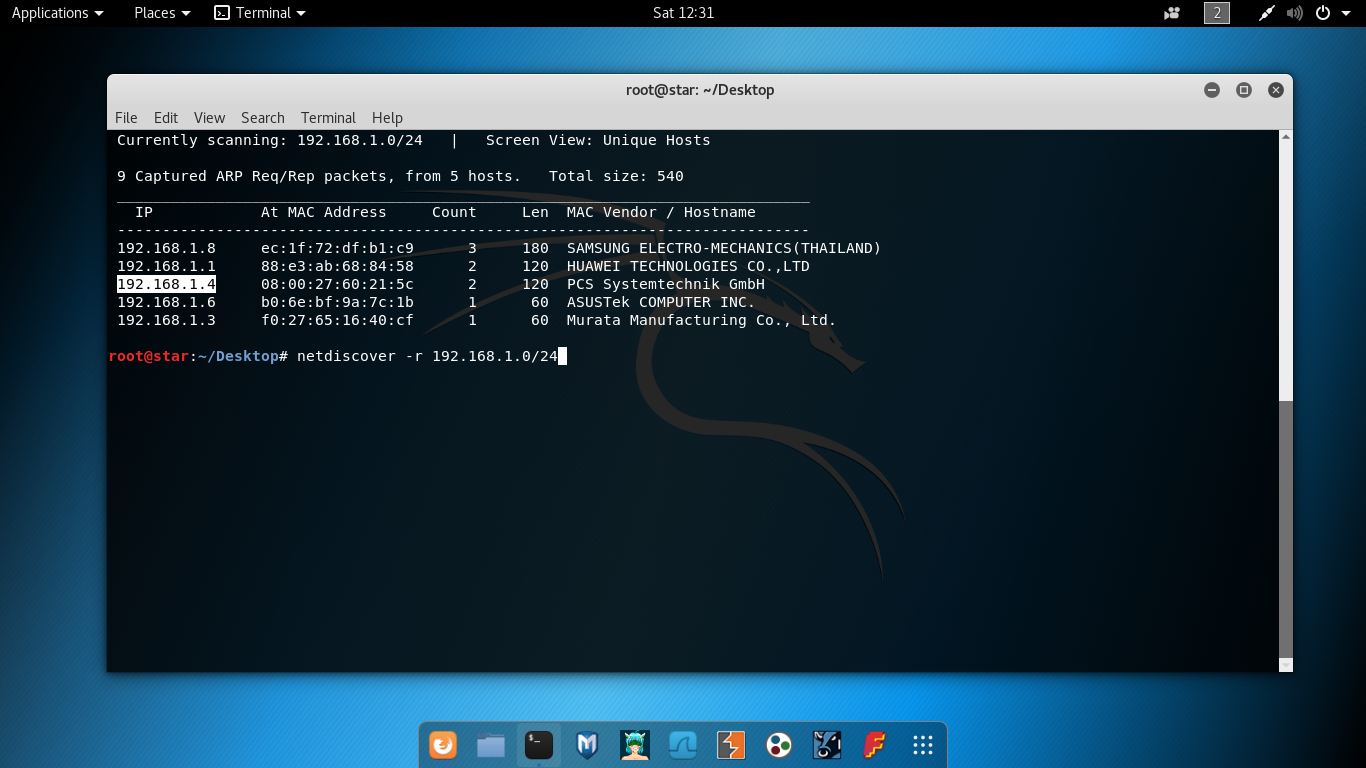 Applications Places Terminal Sat 12:31 2
root@star: ~/Desktop
File Edit View Search Terminal Help
Currently scanning: 192.168.1.0/24   |   Screen View: Unique Hosts
9 Captured ARP Req/Rep packets, from 5 hosts.   Total size: 540
_____________________________________________________________________________
IP            At MAC Address     Count     Len  MAC Vendor / Hostname
-----------------------------------------------------------------------------
192.168.1.8     ec:1f:72:df:b1:c9      3     180  SAMSUNG ELECTRO-MECHANICS(THAILAND)
192.168.1.1     88:e3:ab:68:84:58      2     120  HUAWEI TECHNOLOGIES CO.,LTD
192.168.1.4     08:00:27:60:21:5c      2     120  PCS Systemtechnik GmbH
192.168.1.6     b0:6e:bf:9a:7c:1b      1      60  ASUSTek COMPUTER INC.
192.168.1.3     f0:27:65:16:40:cf      1      60  Murata Manufacturing Co., Ltd.
root@star:~/Desktop# netdiscover -r 192.168.1.0/24